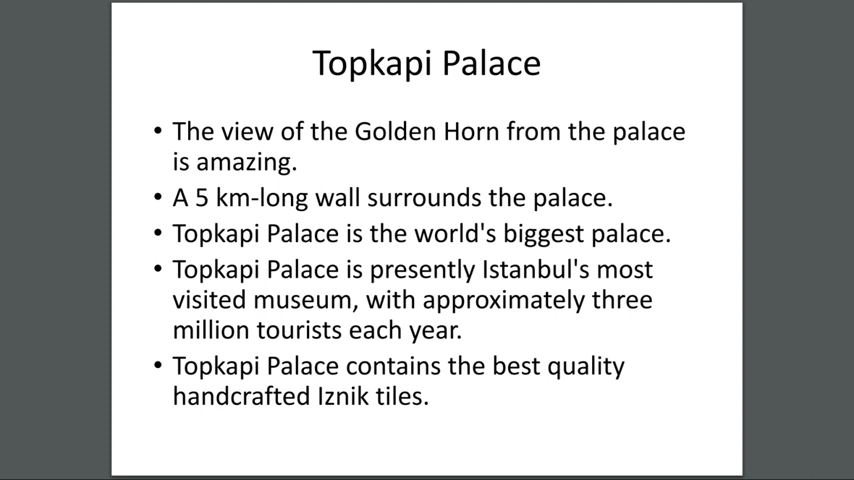 Topkapi Palace
• The view of the Golden Horn from the palace
is amazing.
• A 5 km-long wall surrounds the palace.
• Topkapi Palace is the world's biggest palace.
• Topkapi Palace is presently Istanbul's most
visited museum, with approximately three
million tourists each year.
• Topkapi Palace contains the best quality
handcrafted Iznik tiles.